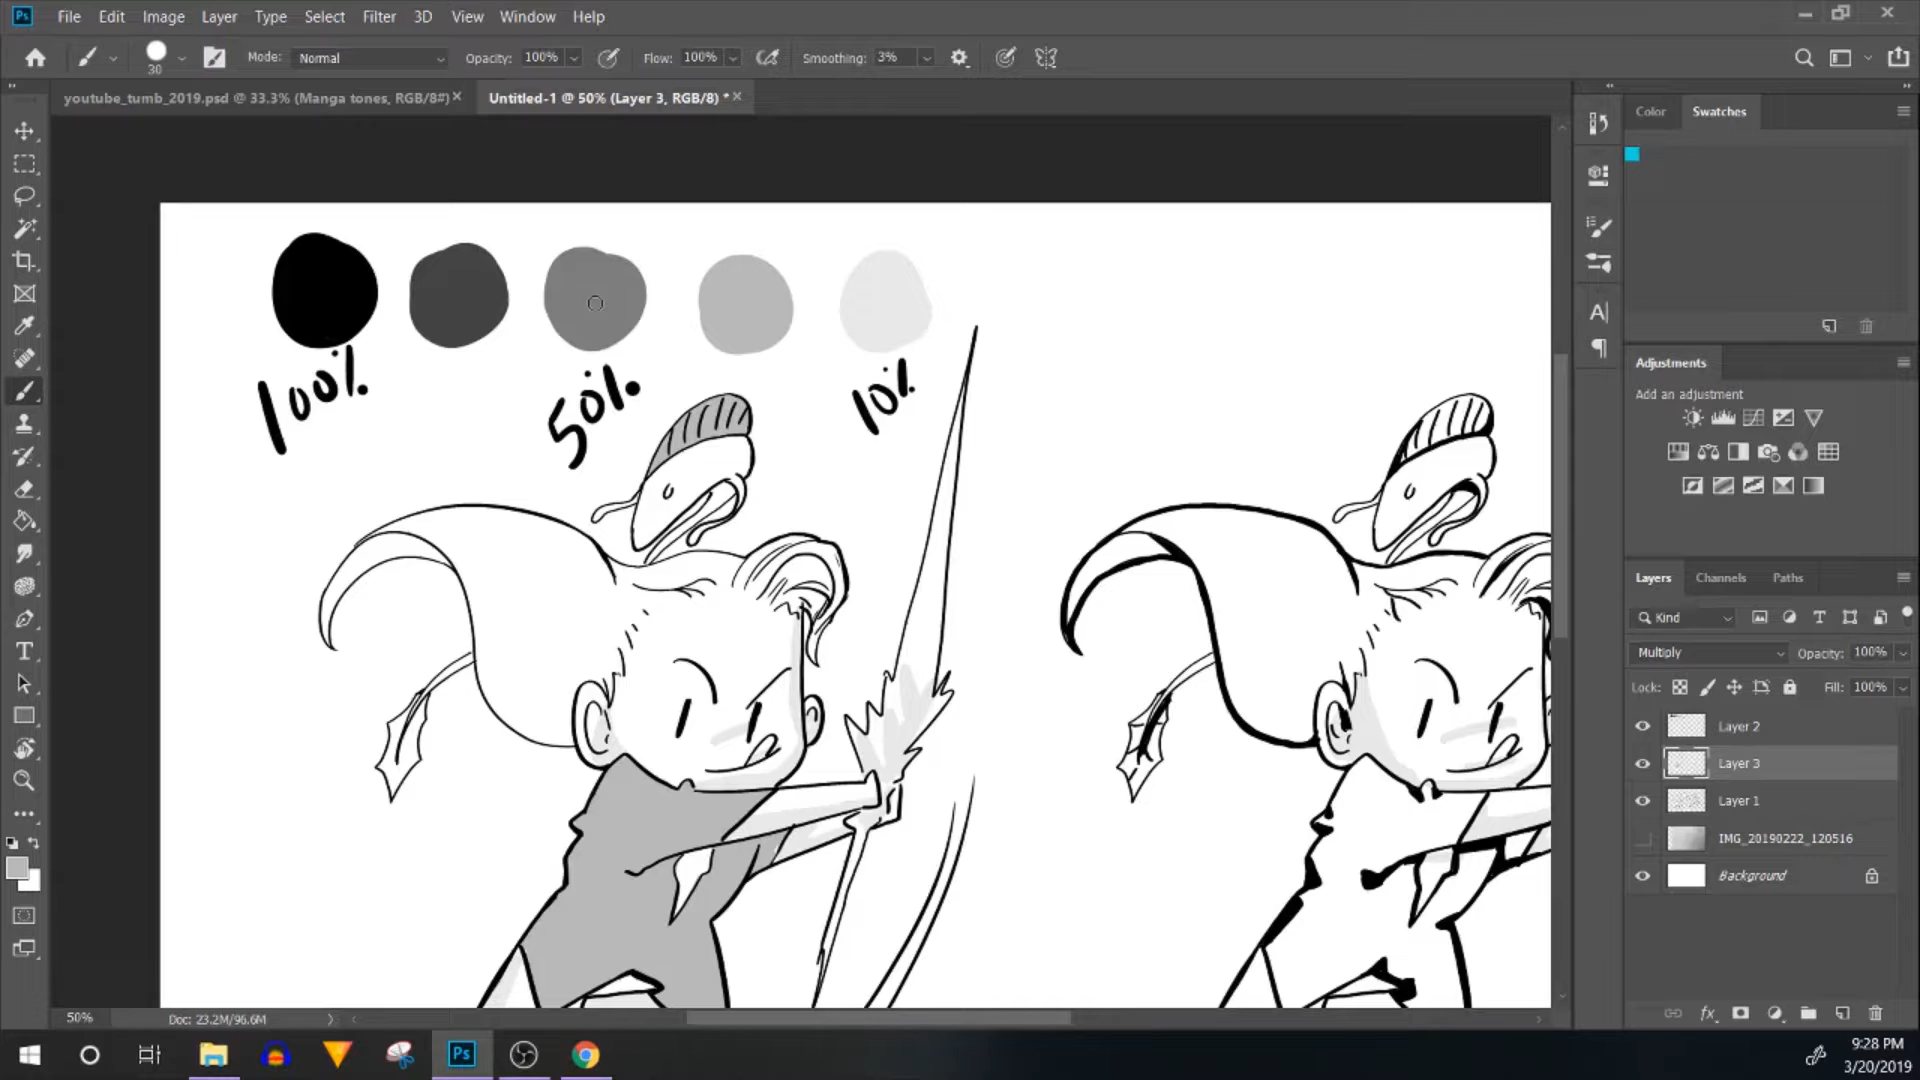 Ps File Edit Image Layer Type Select Filter 3D View Window Help
30 Mode: Normal Opacity: 100% Flow: 100% Smoothing: 3%
youtube_tumb_2019.psd @ 33.3% (Manga tones, RGB/8#) Untitled-1 @ 50% (Layer 3, RGB/8) *
Color Swatches
100%
50%
10%
Adjustments
Add an adjustment
Layers Channels Paths
Kind
Multiply Opacity: 100%
Lock: Fill: 100%
Layer 2
Layer 3
Layer 1
IMG_20190222_120516
Background
50% Doc: 23.2M/96.6M
Ps
9:28 PM
3/20/2019